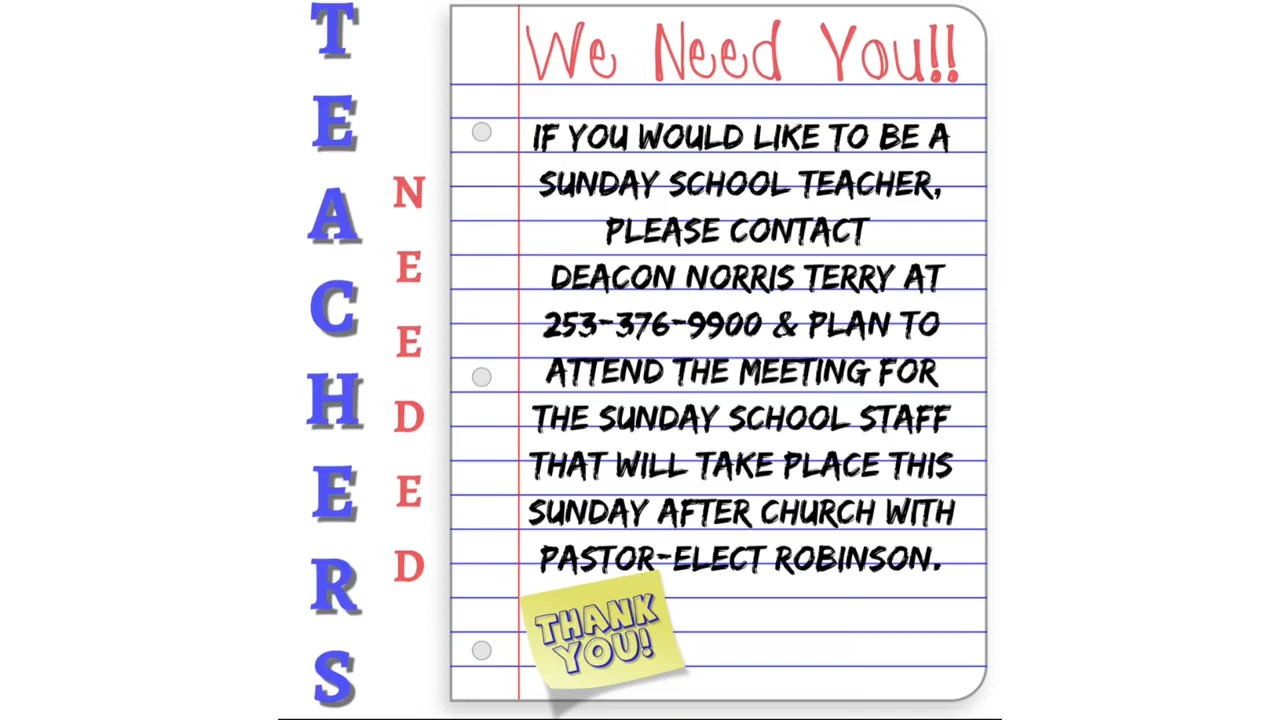 TEACHERS
NEEDED
We Need You!!
IF YOU WOULD LIKE TO BE A
SUNDAY SCHOOL TEACHER,
PLEASE CONTACT
DEACON NORRIS TERRY AT
253-376-9900 & PLAN TO
ATTEND THE MEETING FOR
THE SUNDAY SCHOOL STAFF
THAT WILL TAKE PLACE THIS
SUNDAY AFTER CHURCH WITH
PASTOR-ELECT ROBINSON.
THANK
YOU!